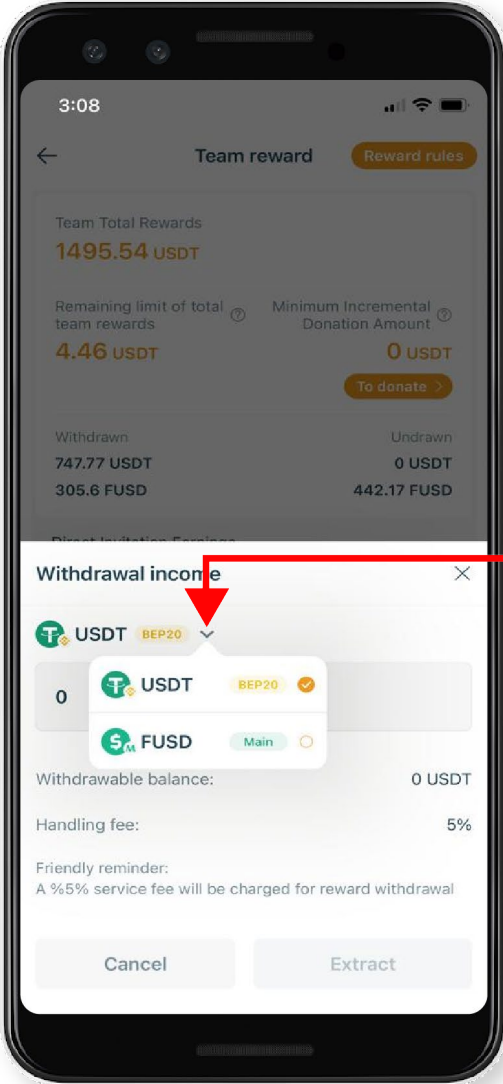 3:08
Team reward
Reward rules
Team Total Rewards
1495.54 USDT
Remaining limit of total team rewards
4.46 USDT
Minimum Incremental Donation Amount
0 USDT
To donate >
Withdrawn
747.77 USDT
305.6 FUSD
Undrawn
0 USDT
442.17 FUSD
Direct Invitation Earnings
Withdrawal income
USDT BEP20
0
USDT BEP20
FUSD Main
Withdrawable balance: 0 USDT
Handling fee: 5%
Friendly reminder:
A %5% service fee will be charged for reward withdrawal
Cancel
Extract